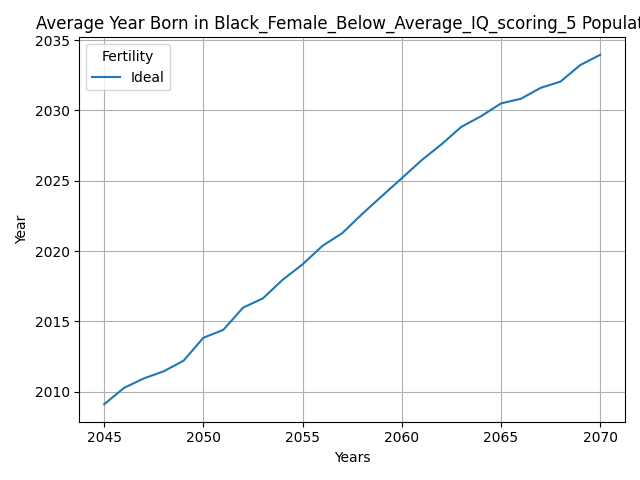 Average Year Born in Black_Female_Below_Average_IQ_scoring_5 Populat
Fertility
Ideal
2035
2030
2025
2020
2015
2010
Year
2045 2050 2055 2060 2065 2070
Years